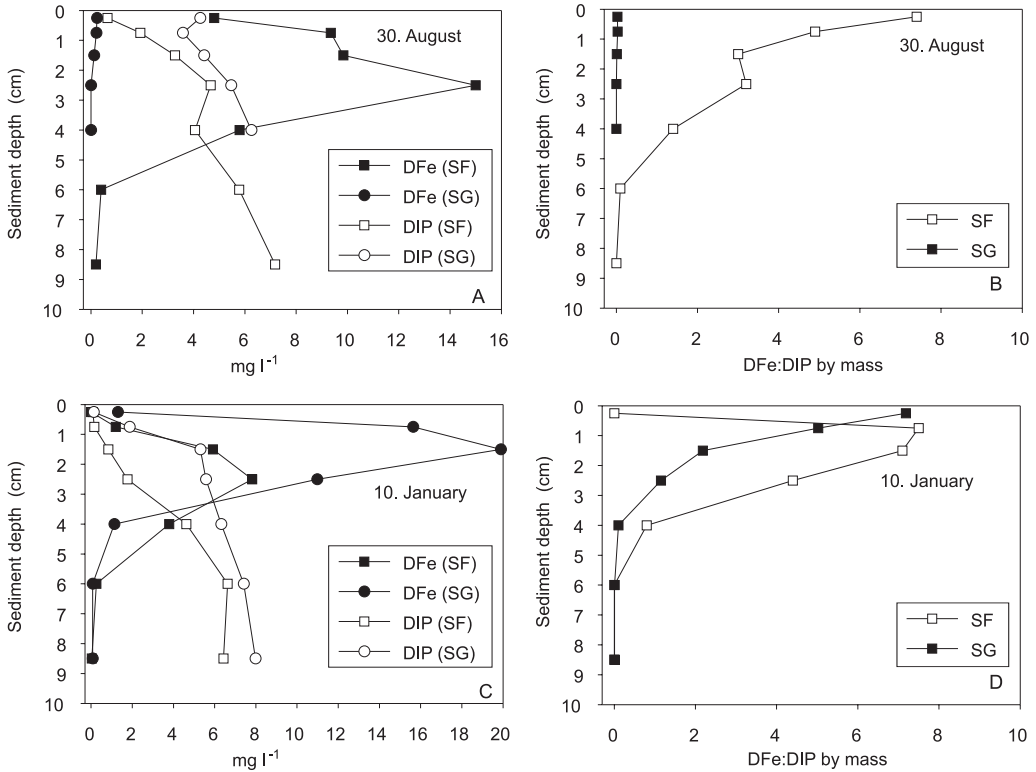 0
1
2
3
4
5
6
7
8
9
10
Sediment depth (cm)
30. August
DFe (SF)
DFe (SG)
DIP (SF)
DIP (SG)
A
0 2 4 6 8 10 12 14 16
mg l-1
0
1
2
3
4
5
6
7
8
9
10
Sediment depth (cm)
30. August
SF
SG
B
0 2 4 6 8 10
DFe:DIP by mass
0
1
2
3
4
5
6
7
8
9
10
Sediment depth (cm)
10. January
DFe (SF)
DFe (SG)
DIP (SF)
DIP (SG)
C
0 2 4 6 8 10 12 14 16 18 20
mg l-1
0
1
2
3
4
5
6
7
8
9
10
Sediment depth (cm)
10. January
SF
SG
D
0 2 4 6 8 10
DFe:DIP by mass